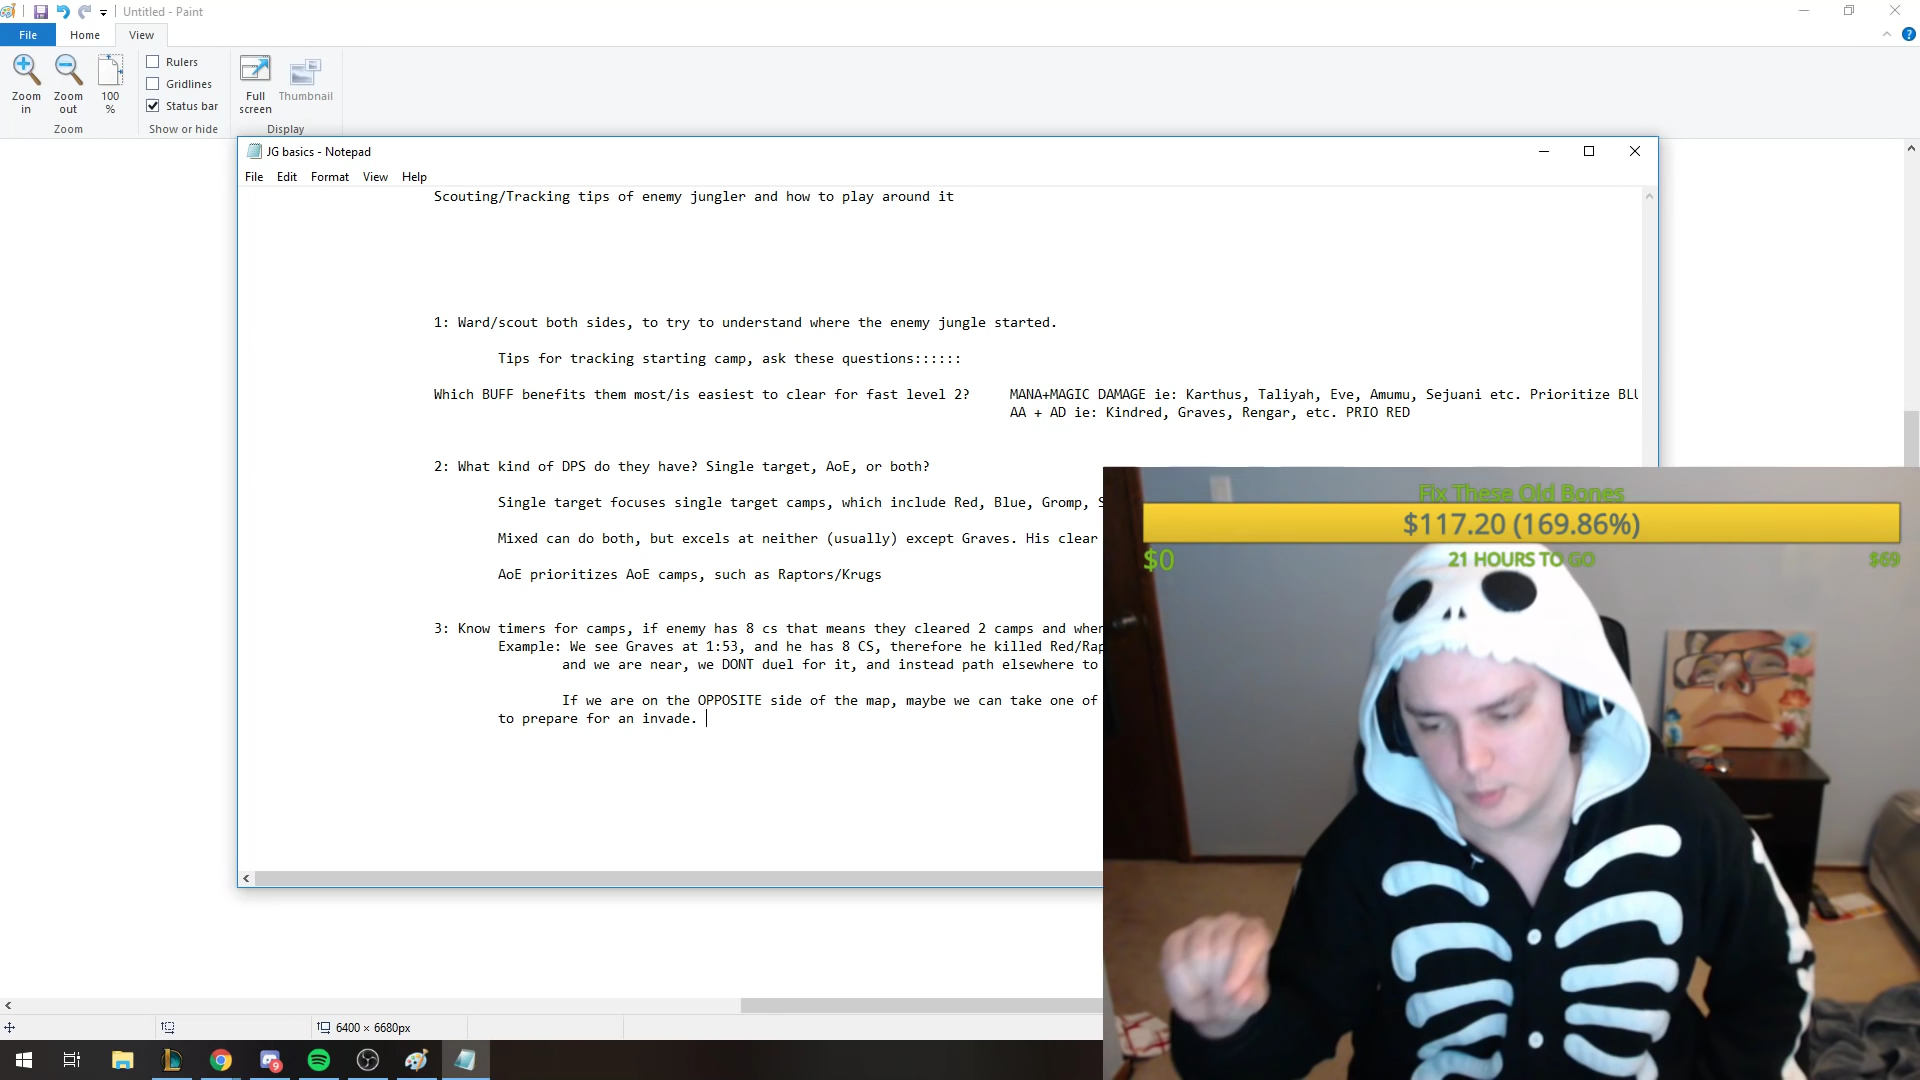 Untitled - Paint
File Home View
Zoom in
Zoom out
100 %
Rulers
Gridlines
Status bar
Full screen
Thumbnail
Zoom
Show or hide
Display
JG basics - Notepad
File Edit Format View Help
Scouting/Tracking tips of enemy jungler and how to play around it
1: Ward/scout both sides, to try to understand where the enemy jungle started.
Tips for tracking starting camp, ask these questions::::::
Which BUFF benefits them most/is easiest to clear for fast level 2? MANA+MAGIC DAMAGE ie: Karthus, Taliyah, Eve, Amumu, Sejuani etc. Prioritize BLU
AA + AD ie: Kindred, Graves, Rengar, etc. PRIO RED
2: What kind of DPS do they have? Single target, AoE, or both?
Single target focuses single target camps, which include Red, Blue, Gromp, S
Mixed can do both, but excels at neither (usually) except Graves. His clear
AoE prioritizes AoE camps, such as Raptors/Krugs
3: Know timers for camps, if enemy has 8 cs that means they cleared 2 camps and when
Example: We see Graves at 1:53, and he has 8 CS, therefore he killed Red/Rap
and we are near, we DONT duel for it, and instead path elsewhere to
If we are on the OPPOSITE side of the map, maybe we can take one of
to prepare for an invade.
Fix These Old Bones
$117.20 (169.86%)
$0
21 HOURS TO GO
$69
6400 × 6680px
9